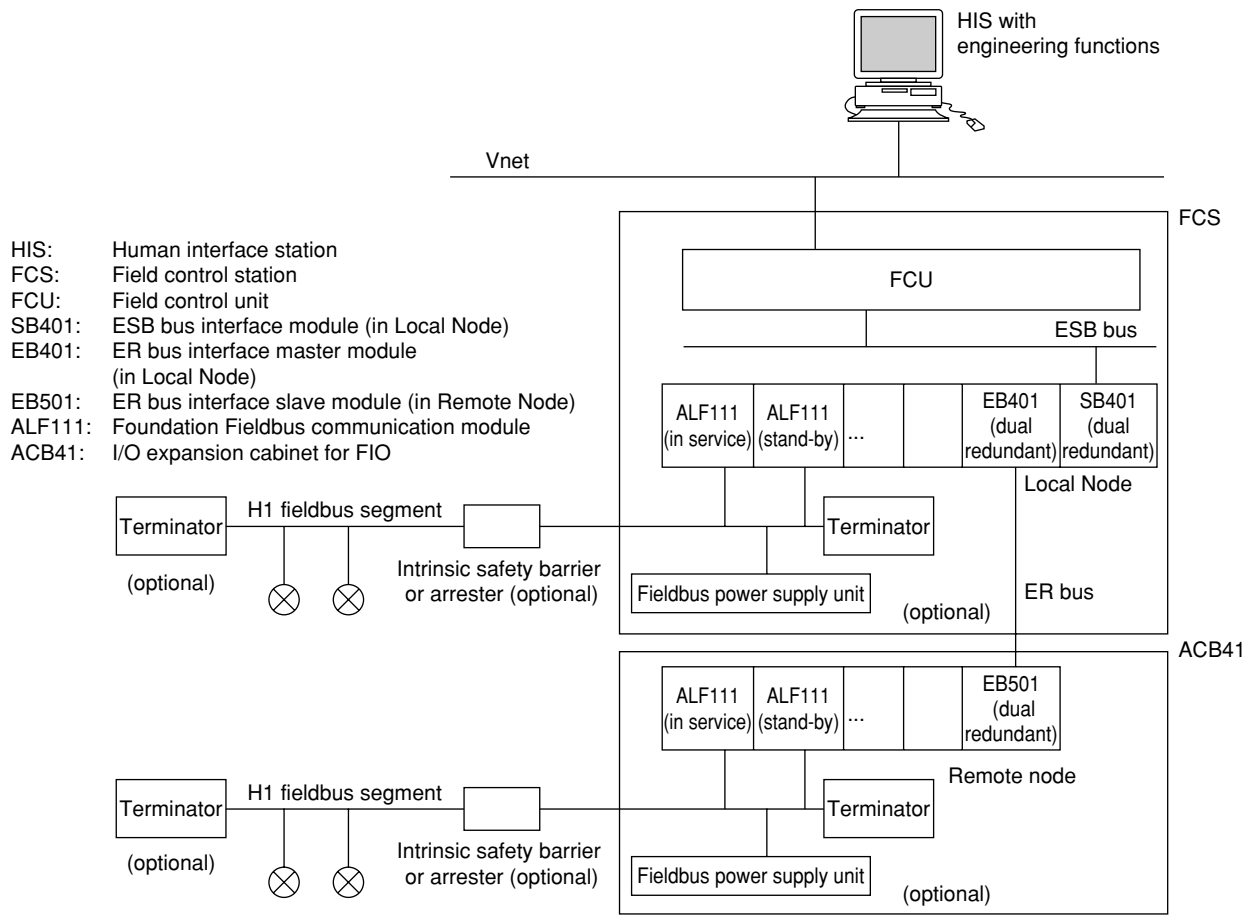 HIS with
engineering functions
Vnet
FCS
HIS: Human interface station
FCS: Field control station
FCU: Field control unit
SB401: ESB bus interface module (in Local Node)
EB401: ER bus interface master module
(in Local Node)
EB501: ER bus interface slave module (in Remote Node)
ALF111: Foundation Fieldbus communication module
ACB41: I/O expansion cabinet for FIO
FCU
ESB bus
ALF111
(in service)
ALF111
(stand-by)
...
EB401
(dual
redundant)
SB401
(dual
redundant)
Local Node
Terminator
(optional)
H1 fieldbus segment
Intrinsic safety barrier
or arrester (optional)
Terminator
Fieldbus power supply unit
(optional)
ER bus
ACB41
ALF111
(in service)
ALF111
(stand-by)
...
EB501
(dual
redundant)
Remote node
Terminator
(optional)
H1 fieldbus segment
Intrinsic safety barrier
or arrester (optional)
Terminator
Fieldbus power supply unit
(optional)